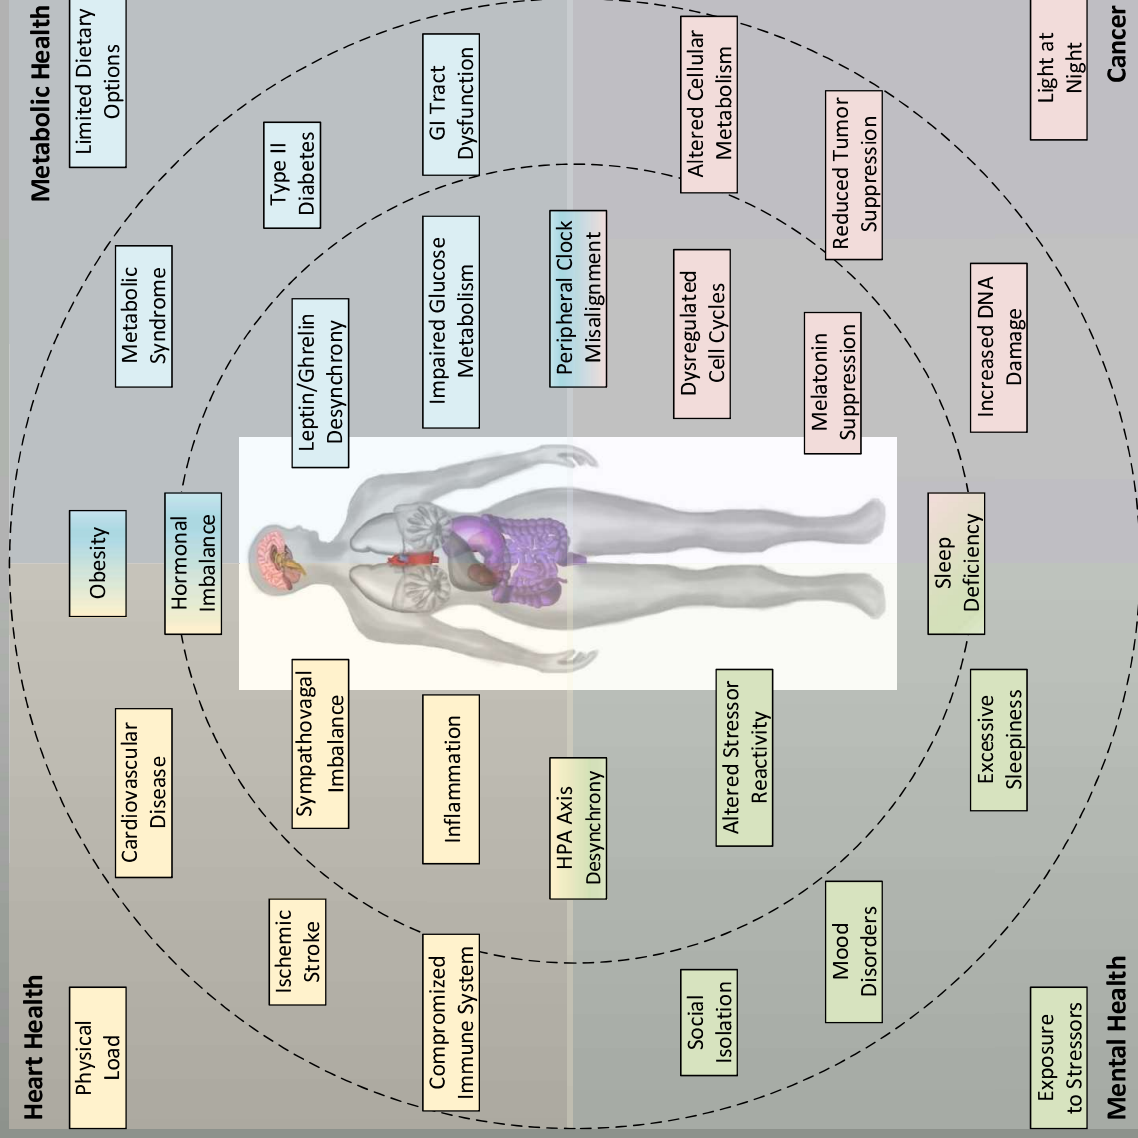 Heart Health
Metabolic Health
Physical
Load
Cardiovascular
Disease
Obesity
Metabolic
Syndrome
Limited Dietary
Options
Hormonal
Imbalance
Ischemic
Stroke
Sympathovagal
Imbalance
Leptin/Ghrelin
Desynchrony
Type II
Diabetes
Compromized
Immune System
Inflammation
Impaired Glucose
Metabolism
GI Tract
Dysfunction
HPA Axis
Desynchrony
Peripheral Clock
Misalignment
Social
Isolation
Altered Stressor
Reactivity
Dysregulated
Cell Cycles
Altered Cellular
Metabolism
Mood
Disorders
Melatonin
Suppression
Reduced Tumor
Suppression
Sleep
Deficiency
Excessive
Sleepiness
Increased DNA
Damage
Exposure
to Stressors
Light at
Night
Mental Health
Cancer